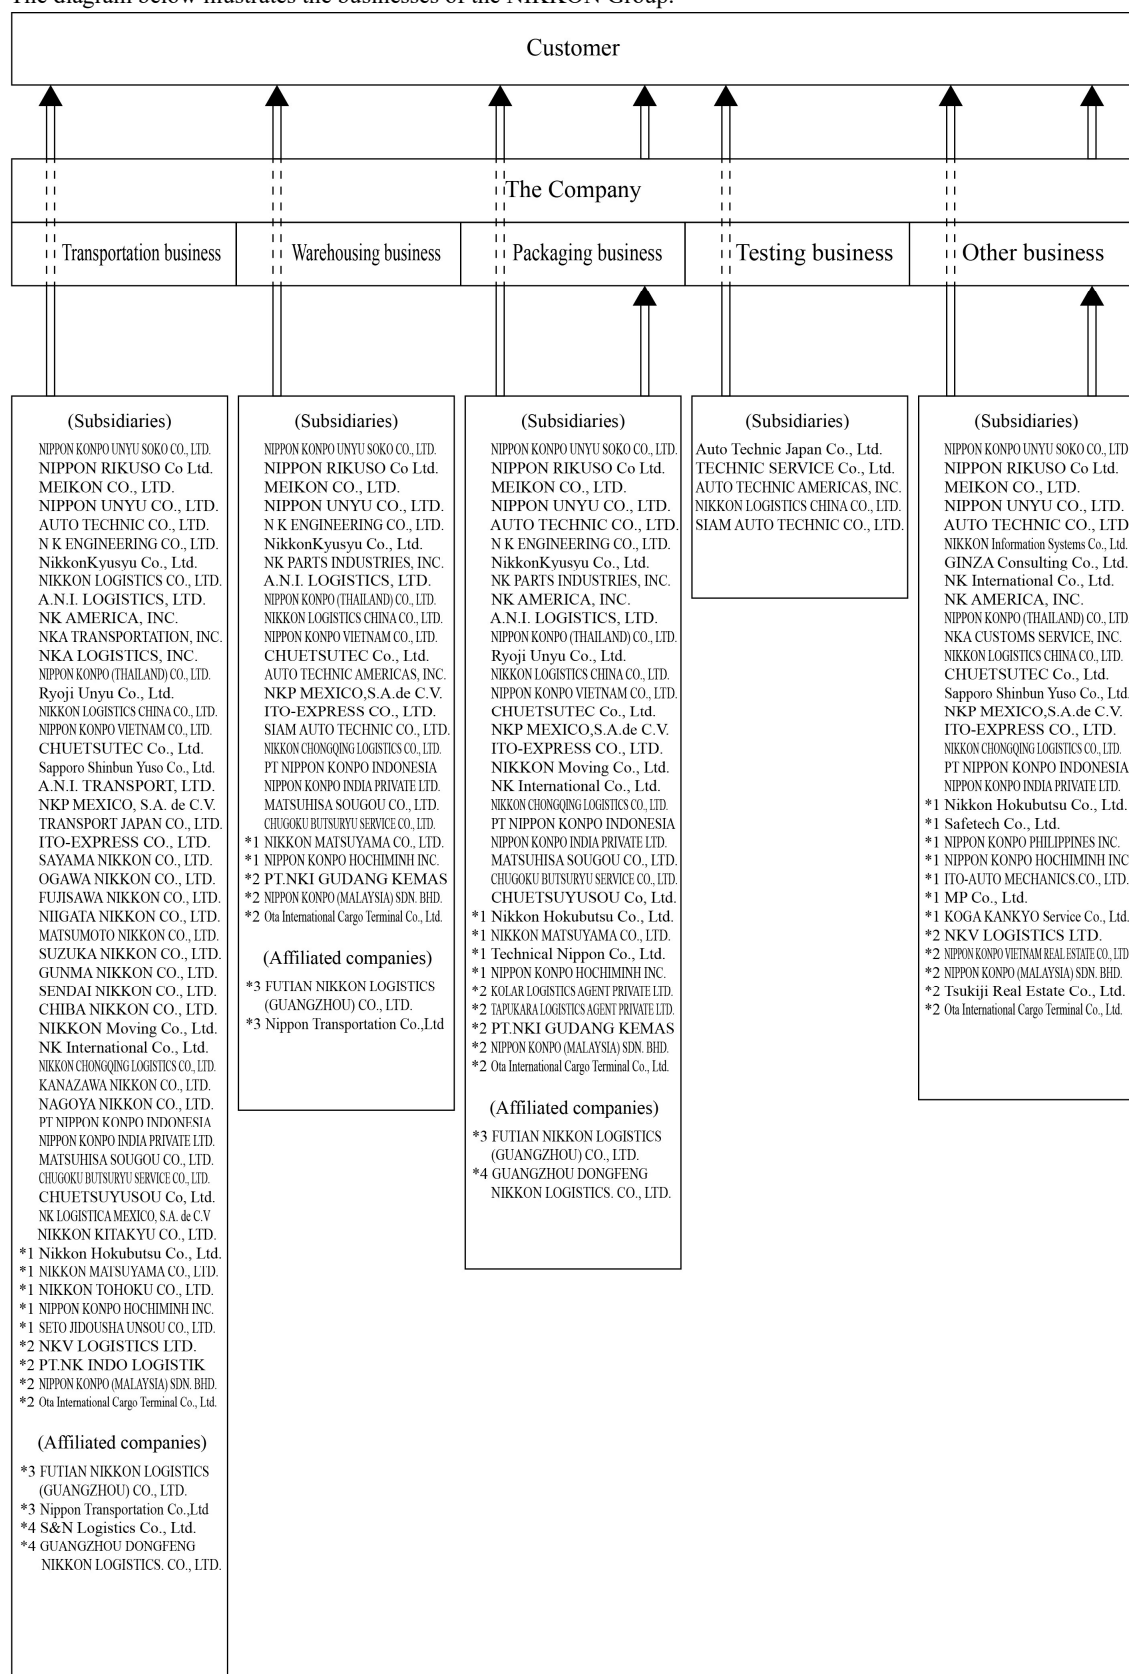 The diagram below illustrates the businesses of the NIKKON Group.
Customer
The Company
Transportation business
Warehousing business
Packaging business
Testing business
Other business
(Subsidiaries)
NIPPON KONPO UNYU SOKO CO., LTD.
NIPPON RIKUSO Co Ltd.
MEIKON CO., LTD.
NIPPON UNYU CO., LTD.
AUTO TECHNIC CO., LTD.
N K ENGINEERING CO., LTD.
NikkonKyusyu Co., Ltd.
NIKKON LOGISTICS CO., LTD.
A.N.I. LOGISTICS, LTD.
NK AMERICA, INC.
NKA TRANSPORTATION, INC.
NKA LOGISTICS, INC.
NIPPON KONPO (THAILAND) CO., LTD.
Ryoji Unyu Co., Ltd.
NIKKON LOGISTICS CHINA CO., LTD.
NIPPON KONPO VIETNAM CO., LTD.
CHUETSUTEC Co., Ltd.
Sapporo Shinbun Yuso Co., Ltd.
A.N.I. TRANSPORT, LTD.
NKP MEXICO, S.A. de C.V.
TRANSPORT JAPAN CO., LTD.
ITO-EXPRESS CO., LTD.
SAYAMA NIKKON CO., LTD.
OGAWA NIKKON CO., LTD.
FUJISAWA NIKKON CO., LTD.
NIIGATA NIKKON CO., LTD.
MATSUMOTO NIKKON CO., LTD.
SUZUKA NIKKON CO., LTD.
GUNMA NIKKON CO., LTD.
SENDAI NIKKON CO., LTD.
CHIBA NIKKON CO., LTD.
NIKKON Moving Co., Ltd.
NK International Co., Ltd.
NIKKON CHONGQING LOGISTICS CO., LTD.
KANAZAWA NIKKON CO., LTD.
NAGOYA NIKKON CO., LTD.
PT NIPPON KONPO INDONESIA
NIPPON KONPO INDIA PRIVATE LTD.
MATSUHISA SOUGOU CO., LTD.
CHUGOKU BUTSURYU SERVICE CO., LTD.
CHUETSUYUSOU Co, Ltd.
NK LOGISTICA MEXICO, S.A. de C.V
NIKKON KITAKYU CO., LTD.
*1 Nikkon Hokubutsu Co., Ltd.
*1 NIKKON MATSUYAMA CO., LTD.
*1 NIKKON TOHOKU CO., LTD.
*1 NIPPON KONPO HOCHIMINH INC.
*1 SETO JIDOUSHA UNSOU CO., LTD.
*2 NKV LOGISTICS LTD.
*2 PT.NK INDO LOGISTIK
*2 NIPPON KONPO (MALAYSIA) SDN. BHD.
*2 Ota International Cargo Terminal Co., Ltd.
(Affiliated companies)
*3 FUTIAN NIKKON LOGISTICS
(GUANGZHOU) CO., LTD.
*3 Nippon Transportation Co.,Ltd
*4 S&N Logistics Co., Ltd.
*4 GUANGZHOU DONGFENG
NIKKON LOGISTICS. CO., LTD.
(Subsidiaries)
NIPPON KONPO UNYU SOKO CO., LTD.
NIPPON RIKUSO Co Ltd.
MEIKON CO., LTD.
NIPPON UNYU CO., LTD.
N K ENGINEERING CO., LTD.
NikkonKyusyu Co., Ltd.
NK PARTS INDUSTRIES, INC.
A.N.I. LOGISTICS, LTD.
NIPPON KONPO (THAILAND) CO., LTD.
NIKKON LOGISTICS CHINA CO., LTD.
NIPPON KONPO VIETNAM CO., LTD.
CHUETSUTEC Co., Ltd.
AUTO TECHNIC AMERICAS, INC.
NKP MEXICO,S.A.de C.V.
ITO-EXPRESS CO., LTD.
SIAM AUTO TECHNIC CO., LTD.
NIKKON CHONGQING LOGISTICS CO., LTD.
PT NIPPON KONPO INDONESIA
NIPPON KONPO INDIA PRIVATE LTD.
MATSUHISA SOUGOU CO., LTD.
CHUGOKU BUTSURYU SERVICE CO., LTD.
*1 NIKKON MATSUYAMA CO., LTD.
*1 NIPPON KONPO HOCHIMINH INC.
*2 PT.NKI GUDANG KEMAS
*2 NIPPON KONPO (MALAYSIA) SDN. BHD.
*2 Ota International Cargo Terminal Co., Ltd.
(Affiliated companies)
*3 FUTIAN NIKKON LOGISTICS
(GUANGZHOU) CO., LTD.
*3 Nippon Transportation Co.,Ltd
(Subsidiaries)
NIPPON KONPO UNYU SOKO CO., LTD.
NIPPON RIKUSO Co Ltd.
MEIKON CO., LTD.
NIPPON UNYU CO., LTD.
AUTO TECHNIC CO., LTD.
N K ENGINEERING CO., LTD.
NikkonKyusyu Co., Ltd.
NK PARTS INDUSTRIES, INC.
NK AMERICA, INC.
A.N.I. LOGISTICS, LTD.
NIPPON KONPO (THAILAND) CO., LTD.
Ryoji Unyu Co., Ltd.
NIKKON LOGISTICS CHINA CO., LTD.
NIPPON KONPO VIETNAM CO., LTD.
CHUETSUTEC Co., Ltd.
NKP MEXICO,S.A.de C.V.
ITO-EXPRESS CO., LTD.
NIKKON Moving Co., Ltd.
NK International Co., Ltd.
NIKKON CHONGQING LOGISTICS CO., LTD.
PT NIPPON KONPO INDONESIA
NIPPON KONPO INDIA PRIVATE LTD.
MATSUHISA SOUGOU CO., LTD.
CHUGOKU BUTSURYU SERVICE CO., LTD.
CHUETSUYUSOU Co, Ltd.
*1 Nikkon Hokubutsu Co., Ltd.
*1 NIKKON MATSUYAMA CO., LTD.
*1 Technical Nippon Co., Ltd.
*1 NIPPON KONPO HOCHIMINH INC.
*2 KOLAR LOGISTICS AGENT PRIVATE LTD.
*2 TAPUKARA LOGISTICS AGENT PRIVATE LTD.
*2 PT.NKI GUDANG KEMAS
*2 NIPPON KONPO (MALAYSIA) SDN. BHD.
*2 Ota International Cargo Terminal Co., Ltd.
(Affiliated companies)
*3 FUTIAN NIKKON LOGISTICS
(GUANGZHOU) CO., LTD.
*4 GUANGZHOU DONGFENG
NIKKON LOGISTICS. CO., LTD.
(Subsidiaries)
Auto Technic Japan Co., Ltd.
TECHNIC SERVICE Co., Ltd.
AUTO TECHNIC AMERICAS, INC.
NIKKON LOGISTICS CHINA CO., LTD.
SIAM AUTO TECHNIC CO., LTD.
(Subsidiaries)
NIPPON KONPO UNYU SOKO CO., LTD
NIPPON RIKUSO Co Ltd.
MEIKON CO., LTD.
NIPPON UNYU CO., LTD.
AUTO TECHNIC CO., LTD
NIKKON Information Systems Co., Ltd.
GINZA Consulting Co., Ltd.
NK International Co., Ltd.
NK AMERICA, INC.
NIPPON KONPO (THAILAND) CO., LTD
NKA CUSTOMS SERVICE, INC.
NIKKON LOGISTICS CHINA CO., LTD.
CHUETSUTEC Co., Ltd.
Sapporo Shinbun Yuso Co., Ltd
NKP MEXICO,S.A.de C.V.
ITO-EXPRESS CO., LTD.
NIKKON CHONGQING LOGISTICS CO., LTD.
PT NIPPON KONPO INDONESIA
NIPPON KONPO INDIA PRIVATE LTD.
*1 Nikkon Hokubutsu Co., Ltd.
*1 Safetech Co., Ltd.
*1 NIPPON KONPO PHILIPPINES INC.
*1 NIPPON KONPO HOCHIMINH INC
*1 ITO-AUTO MECHANICS.CO., LTD.
*1 MP Co., Ltd.
*1 KOGA KANKYO Service Co., Ltd
*2 NKV LOGISTICS LTD.
*2 NIPPON KONPO VIETNAM REAL ESTATE CO., LTD
*2 NIPPON KONPO (MALAYSIA) SDN. BHD.
*2 Tsukiji Real Estate Co., Ltd.
*2 Ota International Cargo Terminal Co., Ltd.